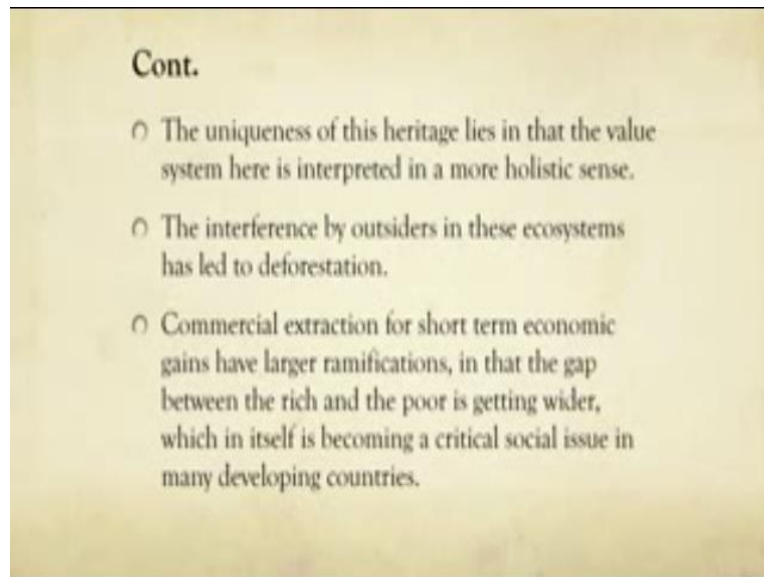 Cont.
The uniqueness of this heritage lies in that the value
system here is interpreted in a more holistic sense.
The interference by outsiders in these ecosystems
has led to deforestation.
Commercial extraction for short term economic
gains have larger ramifications, in that the gap
between the rich and the poor is getting wider,
which in itself is becoming a critical social issue in
many developing countries.